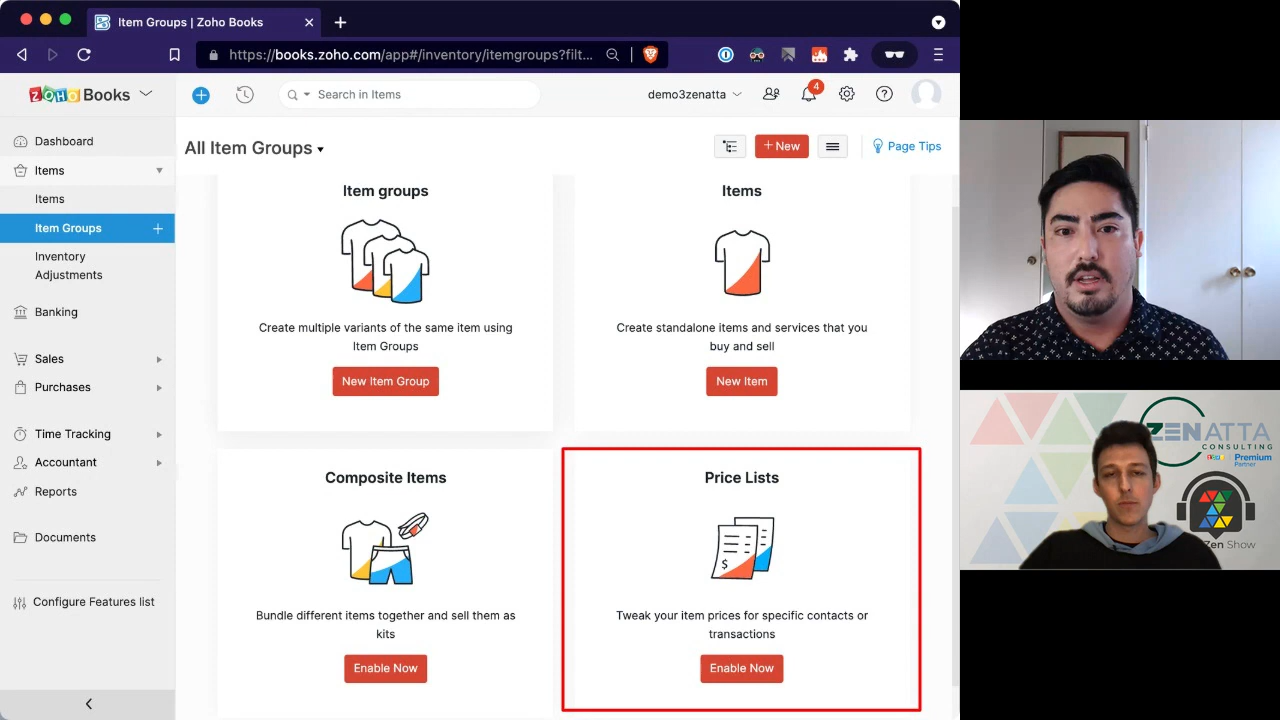 Item Groups | Zoho Books
https://books.zoho.com/app#/inventory/itemgroups?filt...
ZOHO Books
Search in Items
demo3zenatta
4
Dashboard
Items
Items
Item Groups
Inventory
Adjustments
Banking
Sales
Purchases
Time Tracking
Accountant
Reports
Documents
Configure Features list
All Item Groups
+ New
Page Tips
Item groups
Create multiple variants of the same item using
Item Groups
New Item Group
Items
Create standalone items and services that you
buy and sell
New Item
Composite Items
Bundle different items together and sell them as
kits
Enable Now
Price Lists
$
Tweak your item prices for specific contacts or
transactions
Enable Now
ZENATTA
CONSULTING
ZOHO Premium
Partner
Zen Show